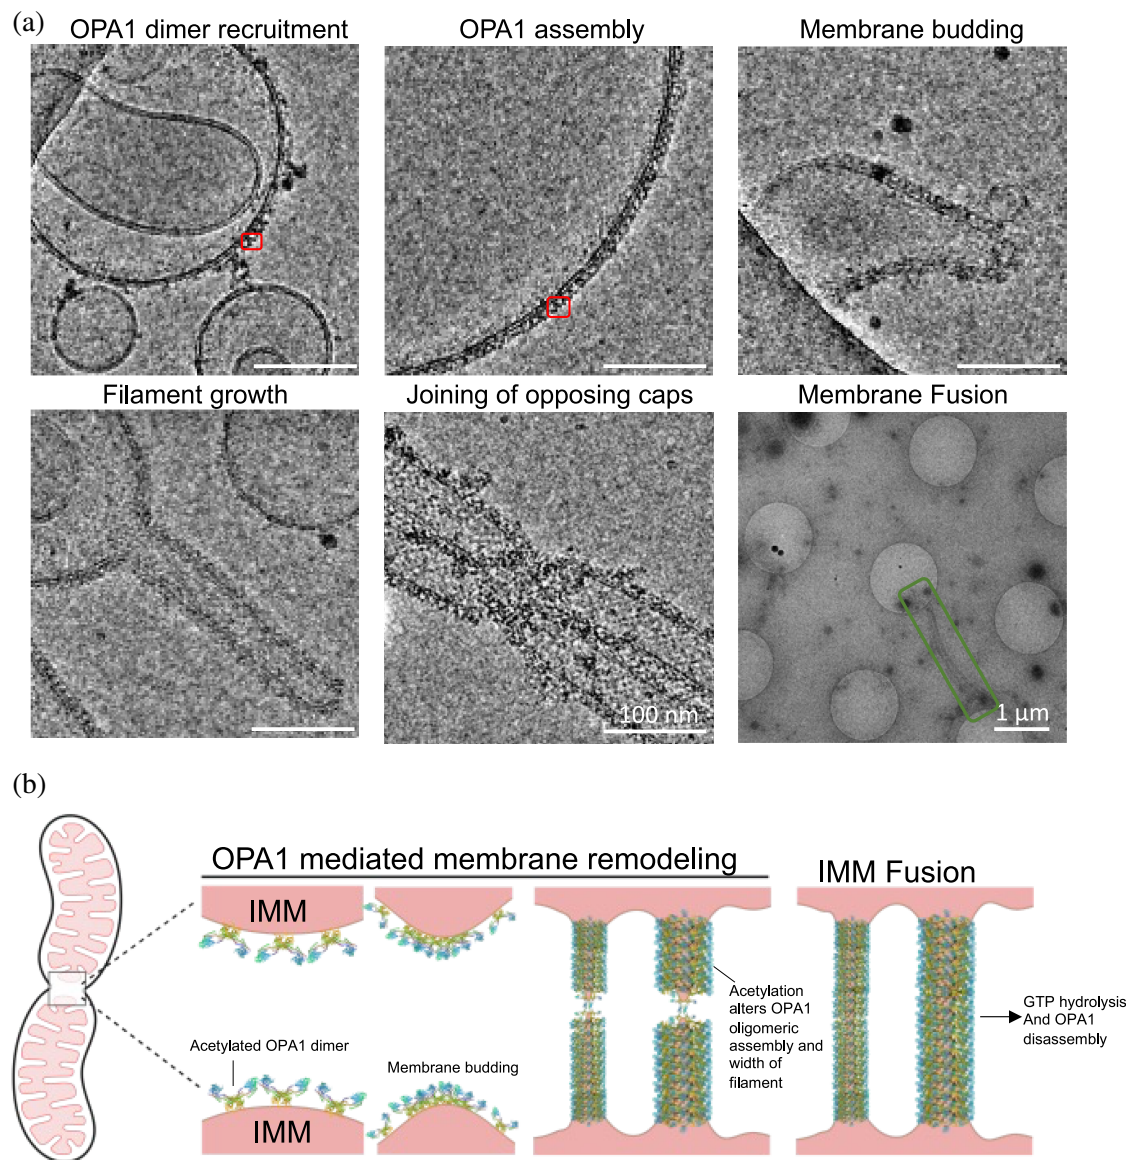 (a)
OPA1 dimer recruitment
OPA1 assembly
Membrane budding
Filament growth
Joining of opposing caps
Membrane Fusion
100 nm
1 μm
(b)
OPA1 mediated membrane remodeling
IMM Fusion
IMM
Acetylation
alters OPA1
oligomeric
assembly and
width of
filament
GTP hydrolysis
And OPA1
disassembly
Acetylated OPA1 dimer
Membrane budding
IMM